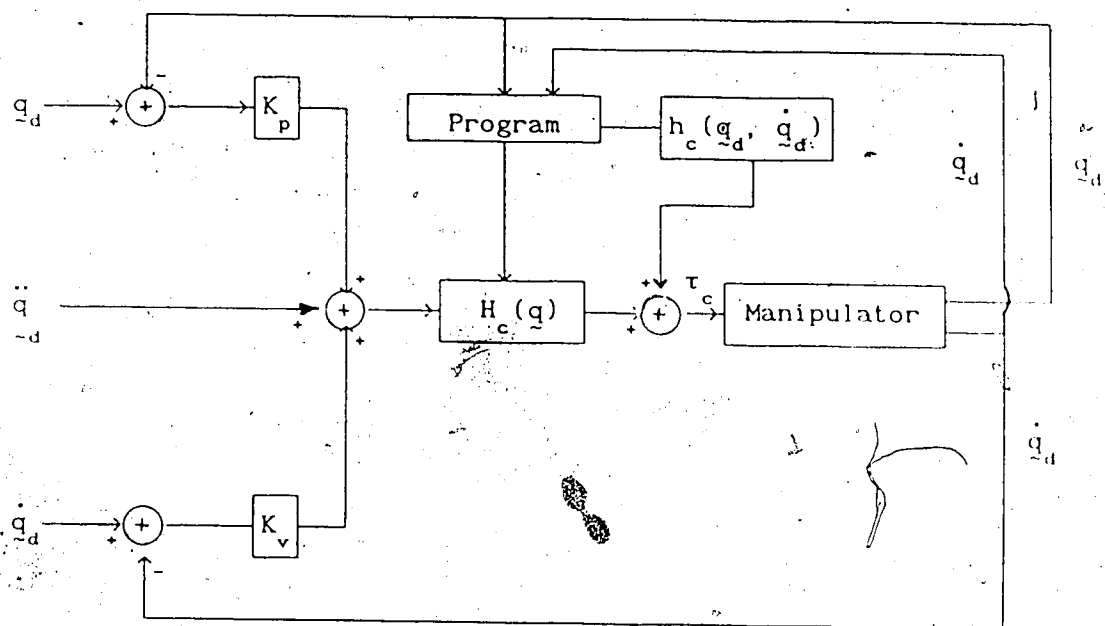 -
q_d + + K_p
Program
h_c(q_d, q̇_d)
q̇_d
q_d
+
q̈_d + + H_c(q) + + τ_c Manipulator
+
+
q̇_d
q̇_d + + K_v
-